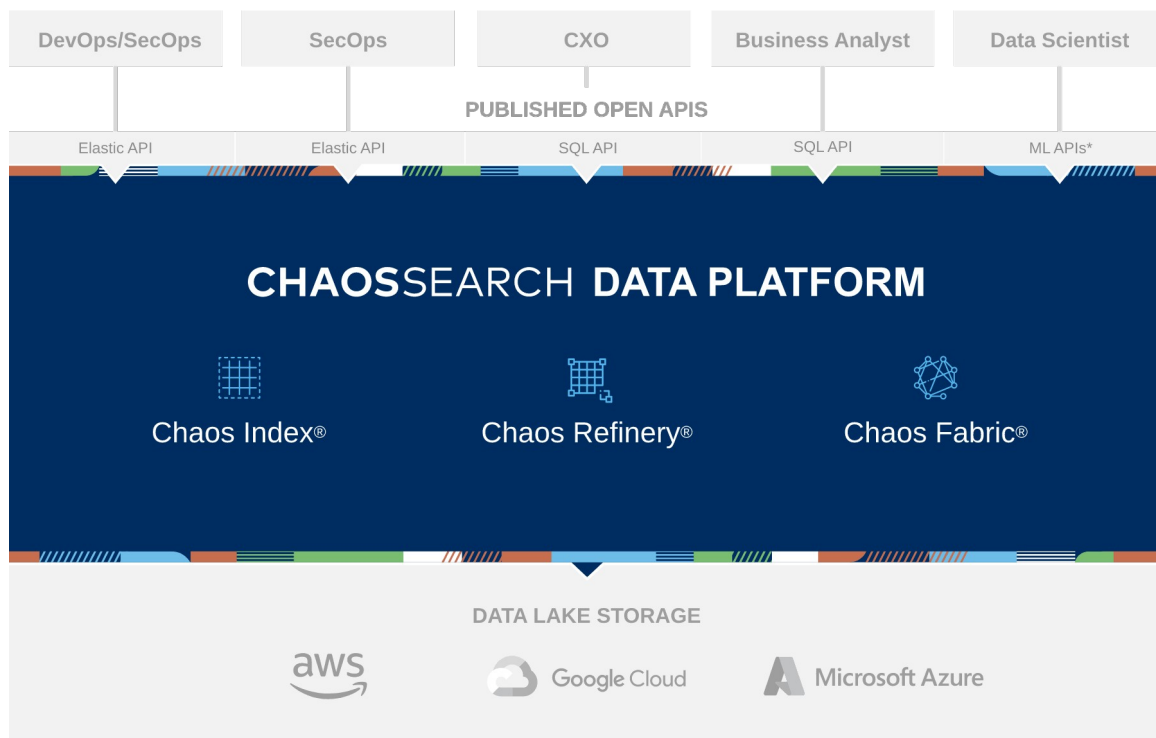 DevOps/SecOps
SecOps
CXO
Business Analyst
Data Scientist
PUBLISHED OPEN APIS
Elastic API
Elastic API
SQL API
SQL API
ML APIs*
CHAOSSEARCH DATA PLATFORM
Chaos Index®
Chaos Refinery®
Chaos Fabric®
DATA LAKE STORAGE
aws
Google Cloud
Microsoft Azure